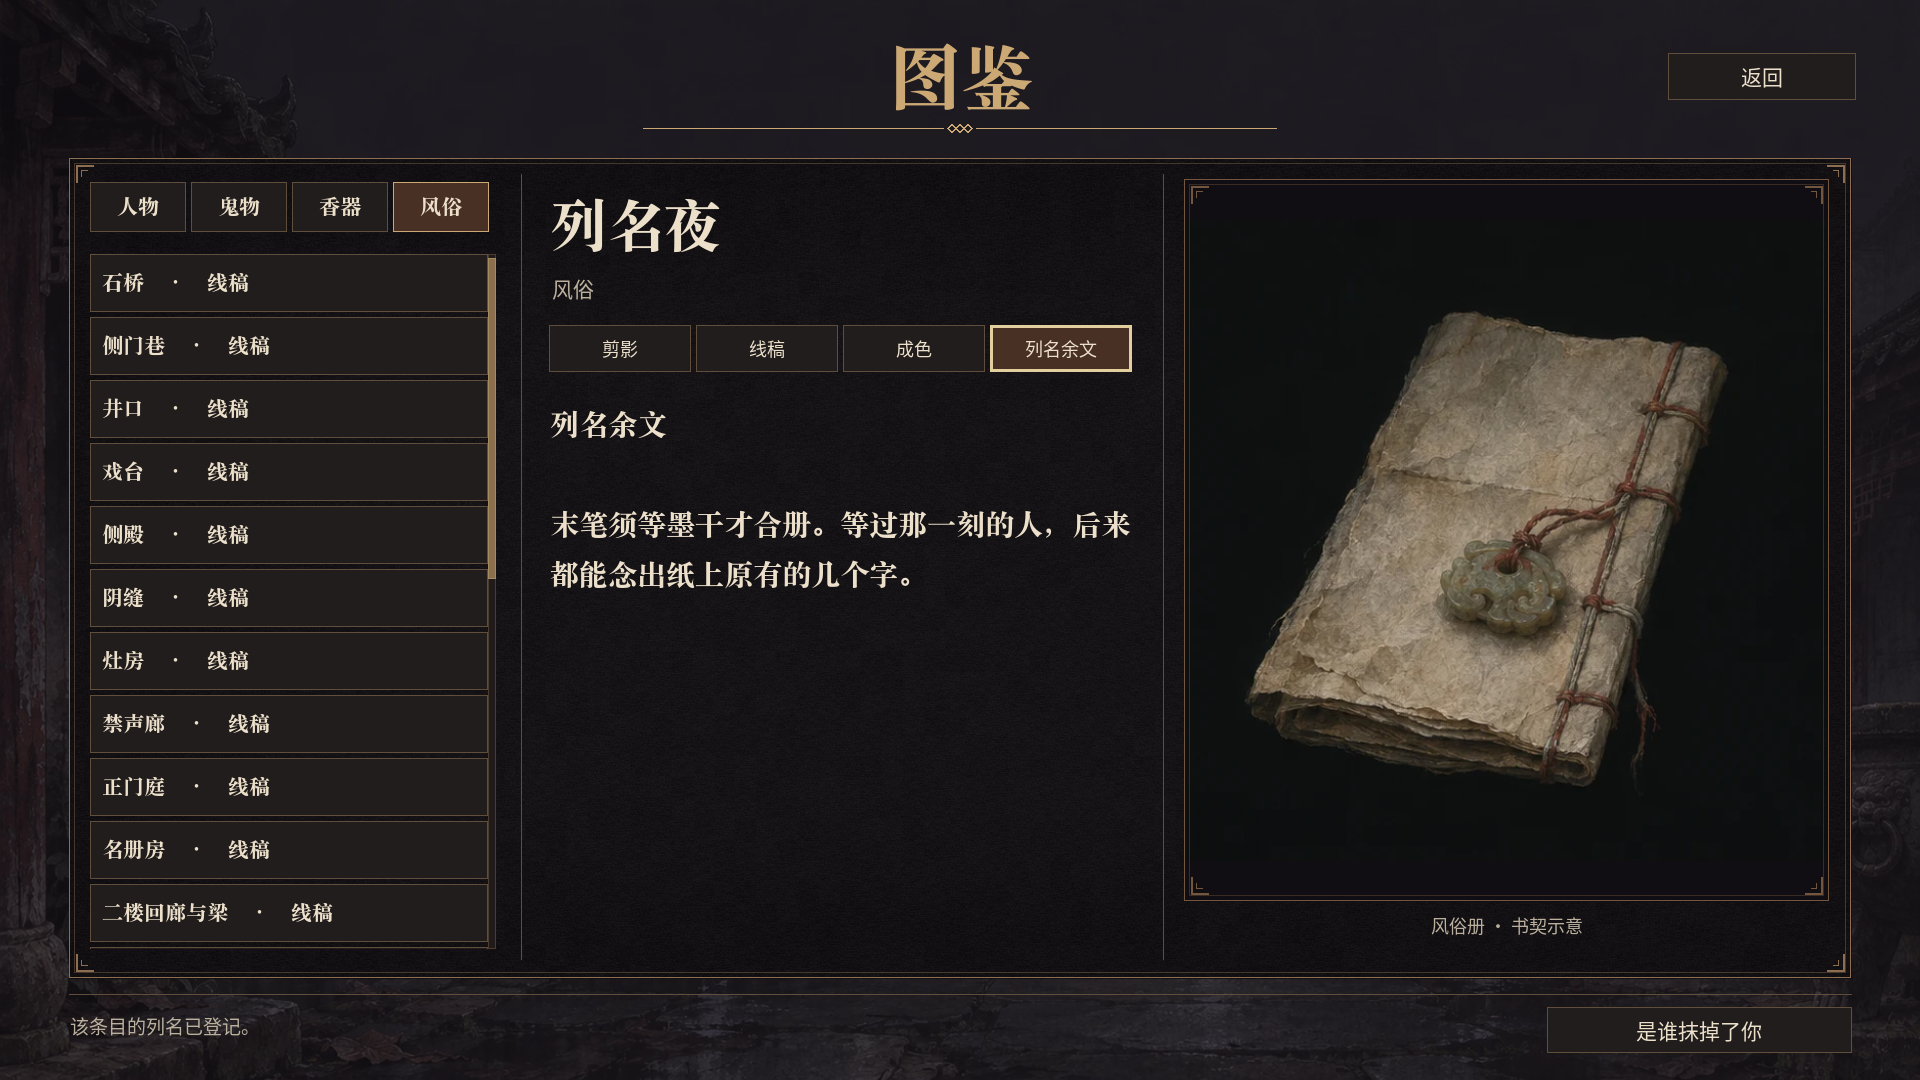 图鉴
返回
人物
鬼物
香器
风俗
石桥 · 线稿
侧门巷 · 线稿
井口 · 线稿
戏台 · 线稿
侧殿 · 线稿
阴缝 · 线稿
灶房 · 线稿
禁声廊 · 线稿
正门庭 · 线稿
名册房 · 线稿
二楼回廊与梁 · 线稿
列名夜
风俗
剪影
线稿
成色
列名余文
列名余文
末笔须等墨干才合册。等过那一刻的人，后来
都能念出纸上原有的几个字。
风俗册 · 书契示意
该条目的列名已登记。
是谁抹掉了你